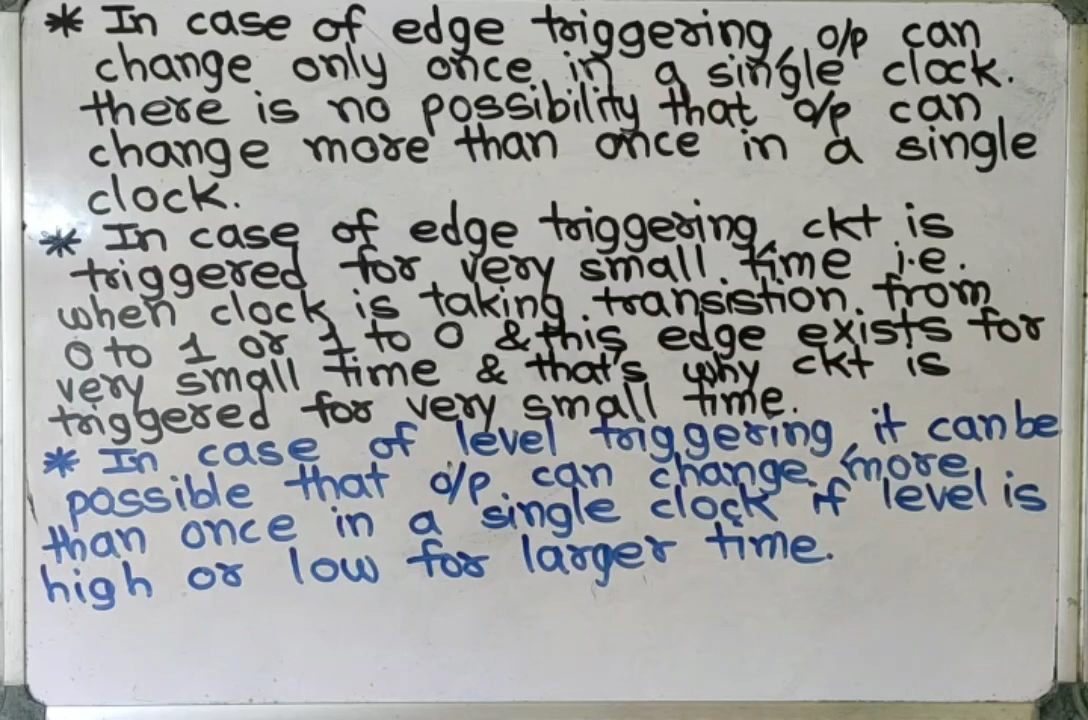 * In case of edge triggering, o/p can
change only once in a single clock.
there is no possibility that o/p can
change more than once in a single
clock.
* In case of edge triggering, ckt is
triggered for very small time i.e.
when clock is taking transistion from
0 to 1 or 1 to 0 & this edge exists for
very small time & that's why ckt is
triggered for very small time.
* In case of level triggering, it can be
possible that o/p can change more
than once in a single clock if level is
high or low for larger time.